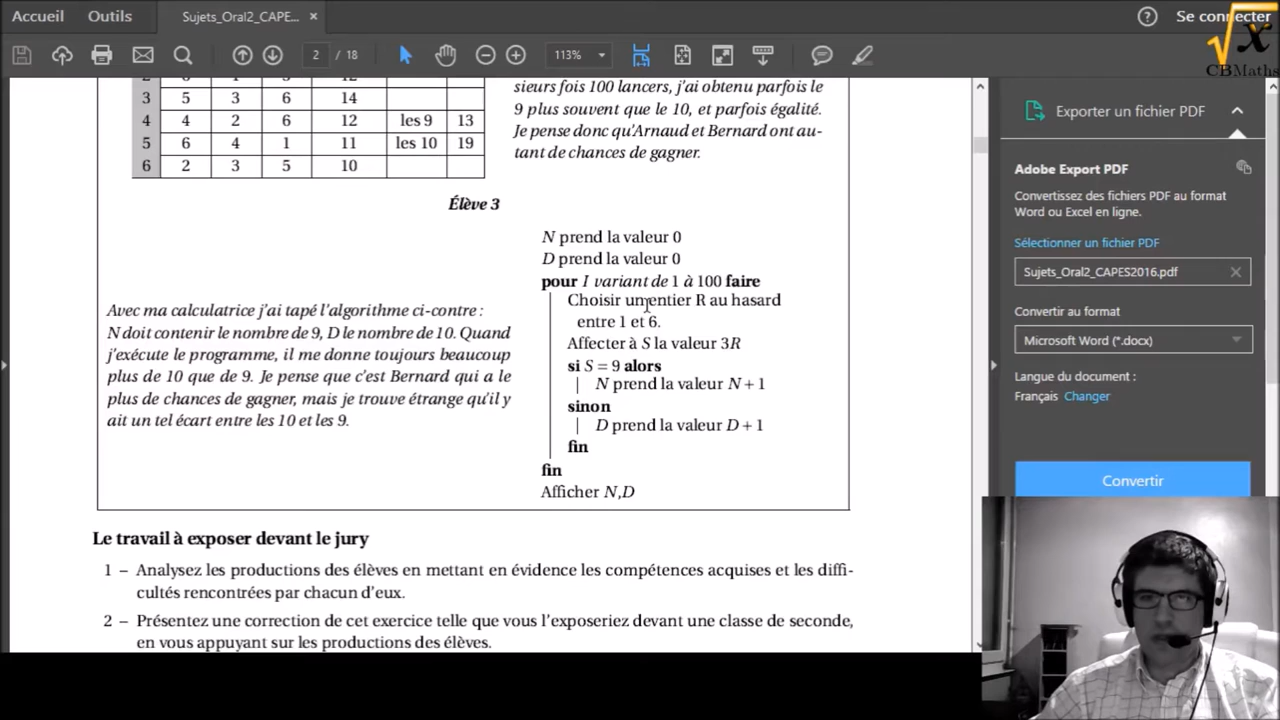 Accueil Outils Sujets_Oral2_CAPE... × ? Se connecter
2 / 18 113%
√x
CBMaths
3 5 3 6 14
4 4 2 6 12 les 9 13
5 6 4 1 11 les 10 19
6 2 3 5 10
sieurs fois 100 lancers, j'ai obtenu parfois le
9 plus souvent que le 10, et parfois égalité.
Je pense donc qu'Arnaud et Bernard ont au-
tant de chances de gagner.
Élève 3
Avec ma calculatrice j'ai tapé l'algorithme ci-contre :
N doit contenir le nombre de 9, D le nombre de 10. Quand
j'exécute le programme, il me donne toujours beaucoup
plus de 10 que de 9. Je pense que c'est Bernard qui a le
plus de chances de gagner, mais je trouve étrange qu'il y
ait un tel écart entre les 10 et les 9.
N prend la valeur 0
D prend la valeur 0
pour I variant de 1 à 100 faire
Choisir un entier R au hasard
entre 1 et 6.
Affecter à S la valeur 3R
si S = 9 alors
N prend la valeur N + 1
sinon
D prend la valeur D + 1
fin
fin
Afficher N,D
Le travail à exposer devant le jury
1 – Analysez les productions des élèves en mettant en évidence les compétences acquises et les diffi-
cultés rencontrées par chacun d'eux.
2 – Présentez une correction de cet exercice telle que vous l'exposeriez devant une classe de seconde,
en vous appuyant sur les productions des élèves.
Exporter un fichier PDF
Adobe Export PDF
Convertissez des fichiers PDF au format
Word ou Excel en ligne.
Sélectionner un fichier PDF
Sujets_Oral2_CAPES2016.pdf ×
Convertir au format
Microsoft Word (*.docx)
Langue du document :
Français Changer
Convertir